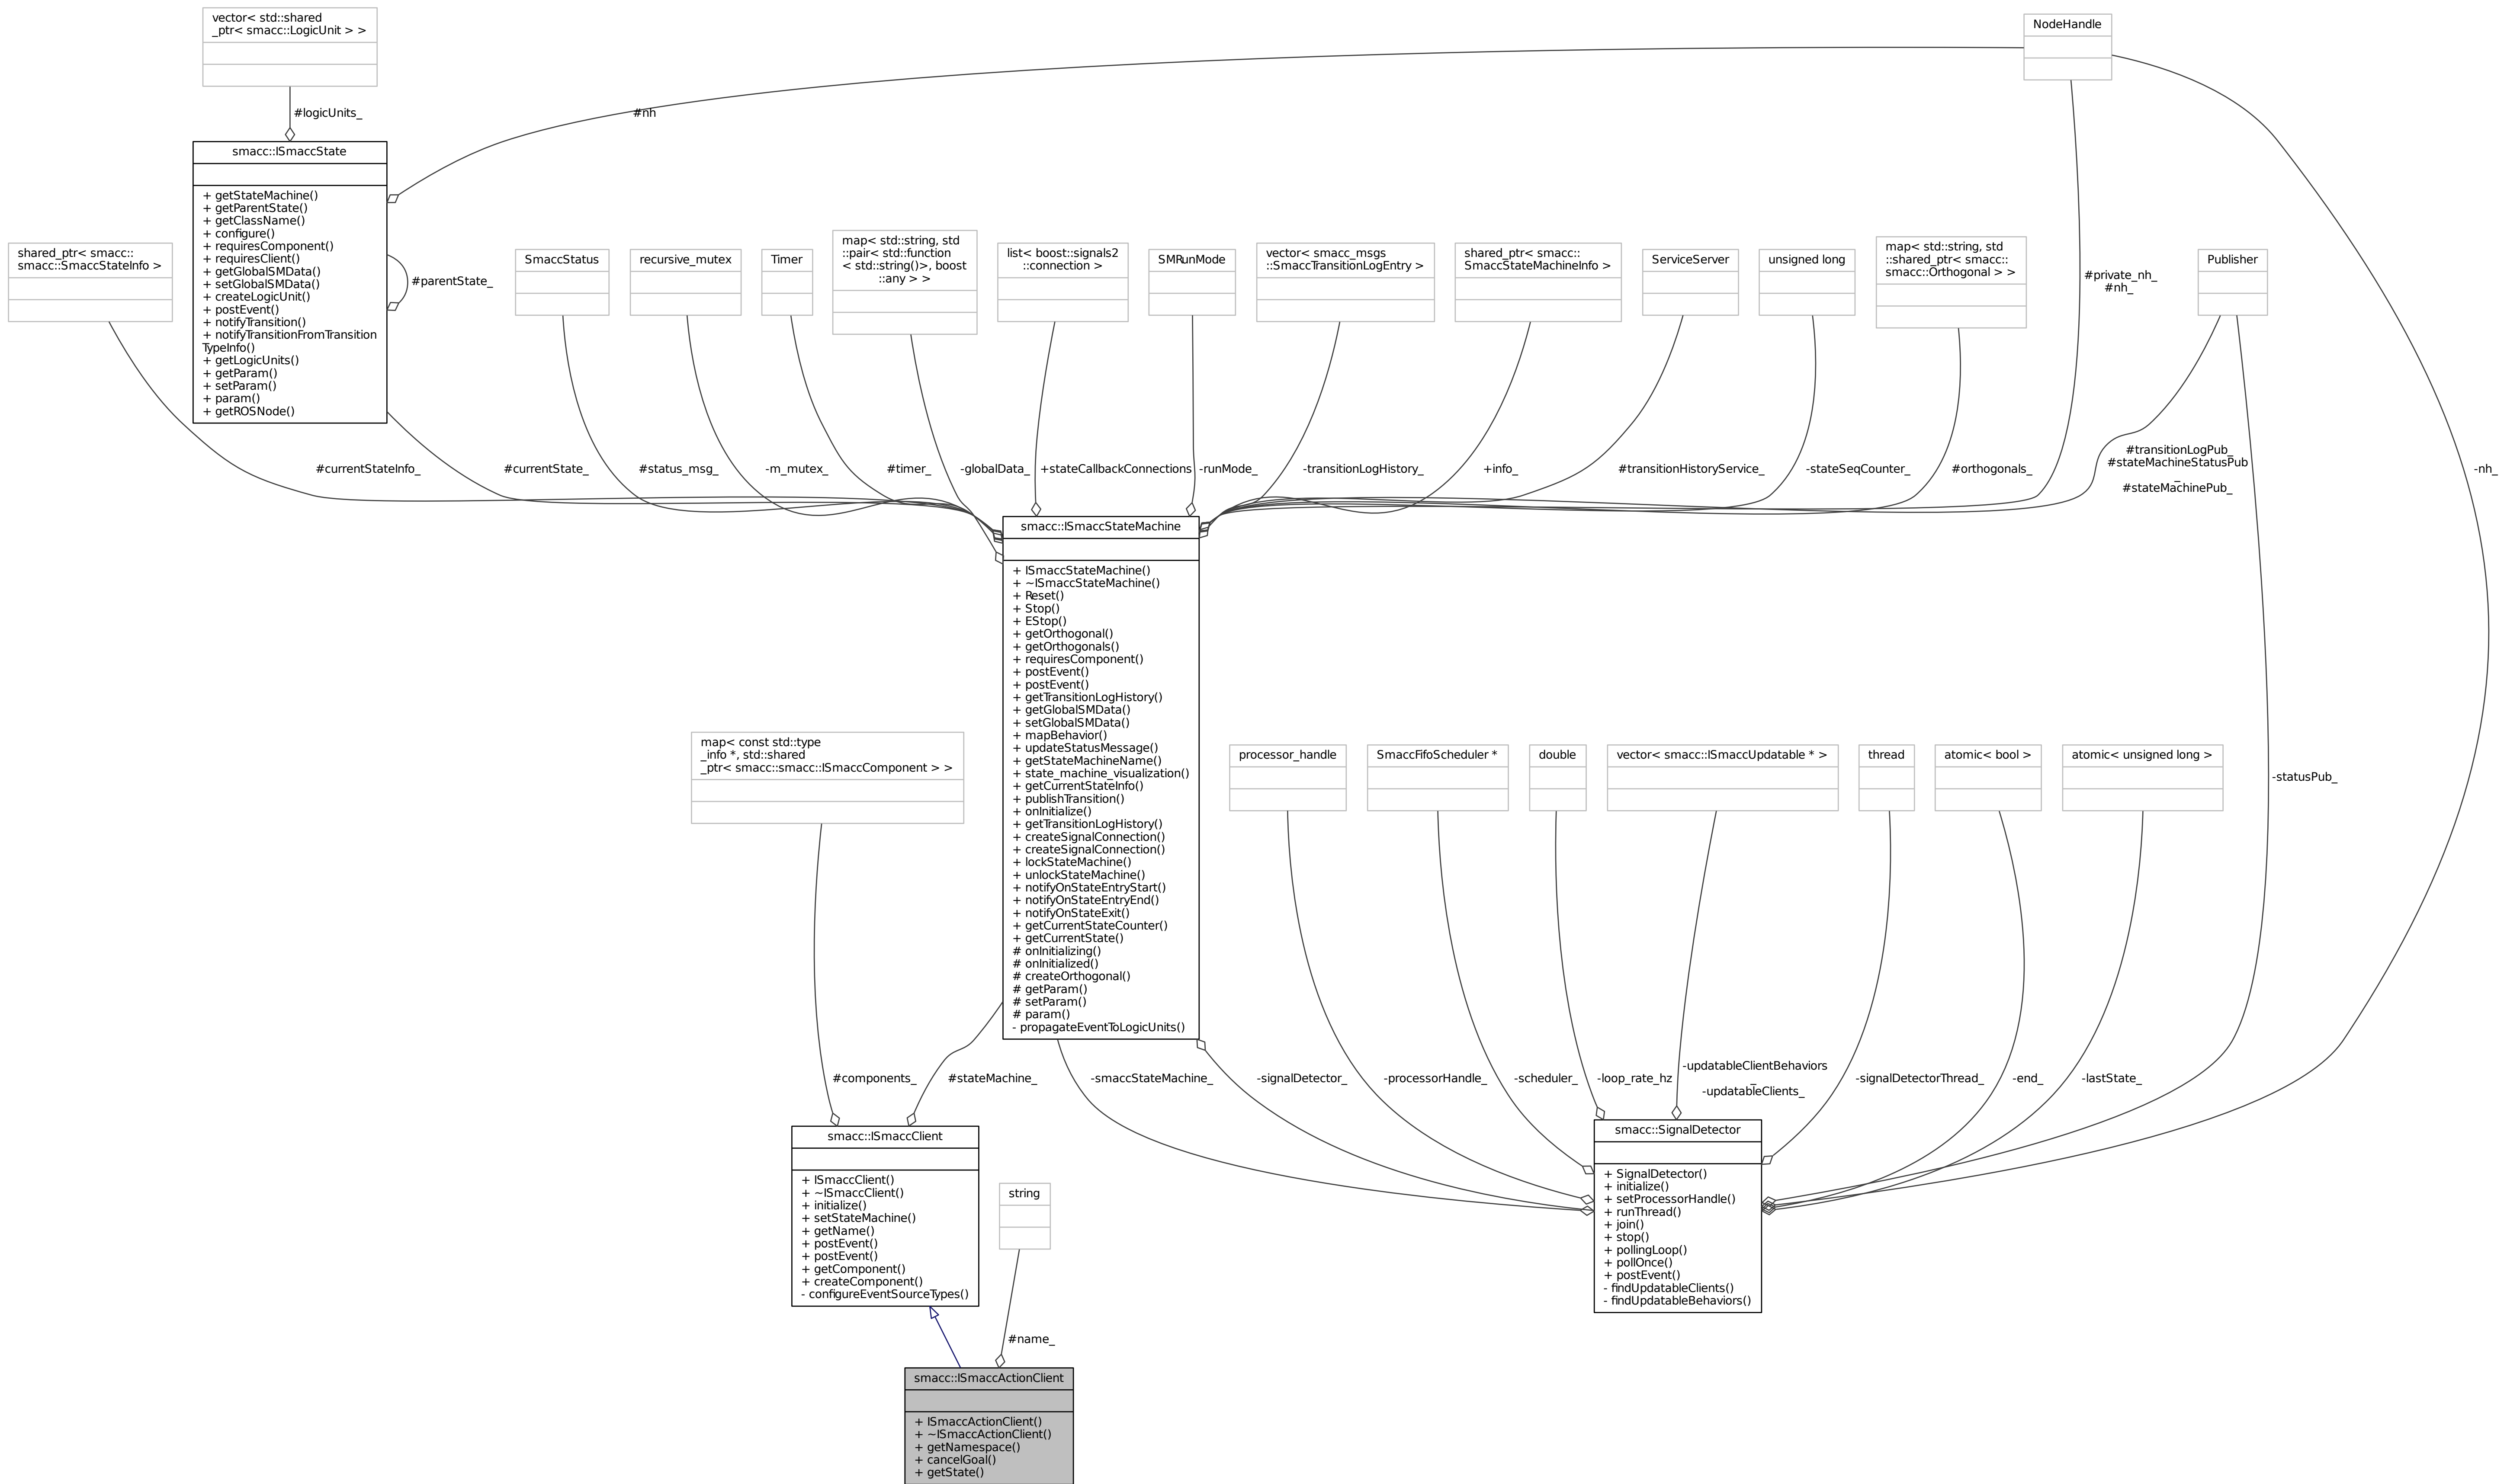 vector< std::shared
_ptr< smacc::LogicUnit > >
NodeHandle
#logicUnits_
#nh
smacc::ISmaccState
+ getStateMachine()
+ getParentState()
+ getClassName()
+ configure()
+ requiresComponent()
+ requiresClient()
+ getGlobalSMData()
+ setGlobalSMData()
+ createLogicUnit()
+ postEvent()
+ notifyTransition()
+ notifyTransitionFromTransition
TypeInfo()
+ getLogicUnits()
+ getParam()
+ setParam()
+ param()
+ getROSNode()
#parentState_
shared_ptr< smacc::
smacc::SmaccStateInfo >
SmaccStatus
recursive_mutex
Timer
map< std::string, std
::pair< std::function
< std::string()>, boost
::any > >
list< boost::signals2
::connection >
SMRunMode
vector< smacc_msgs
::SmaccTransitionLogEntry >
shared_ptr< smacc::
SmaccStateMachineInfo >
ServiceServer
unsigned long
map< std::string, std
::shared_ptr< smacc::
smacc::Orthogonal > >
#private_nh_
#nh_
Publisher
#currentStateInfo_
#currentState_
#status_msg_
-m_mutex_
#timer_
-globalData_
+stateCallbackConnections
-runMode_
-transitionLogHistory_
+info_
#transitionHistoryService_
-stateSeqCounter_
#orthogonals_
#transitionLogPub_
#stateMachineStatusPub
_
#stateMachinePub_
-nh_
smacc::ISmaccStateMachine
+ ISmaccStateMachine()
+ ~ISmaccStateMachine()
+ Reset()
+ Stop()
+ EStop()
+ getOrthogonal()
+ getOrthogonals()
+ requiresComponent()
+ postEvent()
+ postEvent()
+ getTransitionLogHistory()
+ getGlobalSMData()
+ setGlobalSMData()
+ mapBehavior()
+ updateStatusMessage()
+ getStateMachineName()
+ state_machine_visualization()
+ getCurrentStateInfo()
+ publishTransition()
+ onInitialize()
+ getTransitionLogHistory()
+ createSignalConnection()
+ createSignalConnection()
+ lockStateMachine()
+ unlockStateMachine()
+ notifyOnStateEntryStart()
+ notifyOnStateEntryEnd()
+ notifyOnStateExit()
+ getCurrentStateCounter()
+ getCurrentState()
# onInitializing()
# onInitialized()
# createOrthogonal()
# getParam()
# setParam()
# param()
- propagateEventToLogicUnits()
map< const std::type
_info *, std::shared
_ptr< smacc::smacc::ISmaccComponent > >
processor_handle
SmaccFifoScheduler *
double
vector< smacc::ISmaccUpdatable * >
thread
atomic< bool >
atomic< unsigned long >
-statusPub_
#components_
#stateMachine_
-smaccStateMachine_
-signalDetector_
-processorHandle_
-scheduler_
-loop_rate_hz
-updatableClientBehaviors
_
-updatableClients_
-signalDetectorThread_
-end_
-lastState_
smacc::ISmaccClient
+ ISmaccClient()
+ ~ISmaccClient()
+ initialize()
+ setStateMachine()
+ getName()
+ postEvent()
+ postEvent()
+ getComponent()
+ createComponent()
- configureEventSourceTypes()
string
smacc::SignalDetector
+ SignalDetector()
+ initialize()
+ setProcessorHandle()
+ runThread()
+ join()
+ stop()
+ pollingLoop()
+ pollOnce()
+ postEvent()
- findUpdatableClients()
- findUpdatableBehaviors()
#name_
smacc::ISmaccActionClient
+ ISmaccActionClient()
+ ~ISmaccActionClient()
+ getNamespace()
+ cancelGoal()
+ getState()